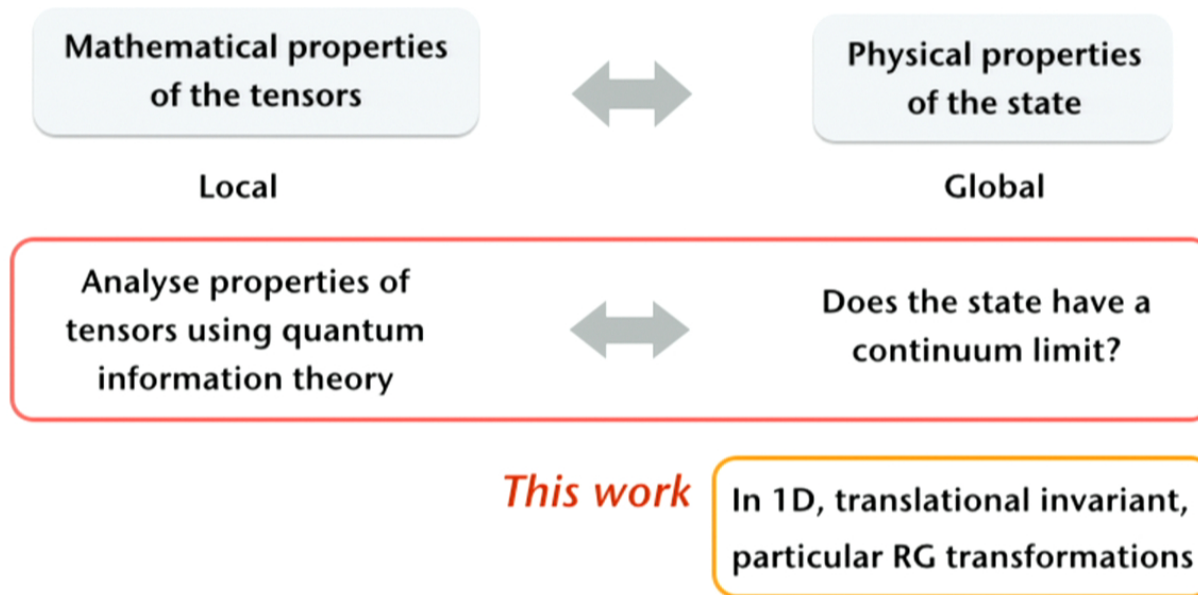 Mathematical properties
of the tensors
Physical properties
of the state
Local
Global
Analyse properties of
tensors using quantum
information theory
Does the state have a
continuum limit?
This work
In 1D, translational invariant,
particular RG transformations